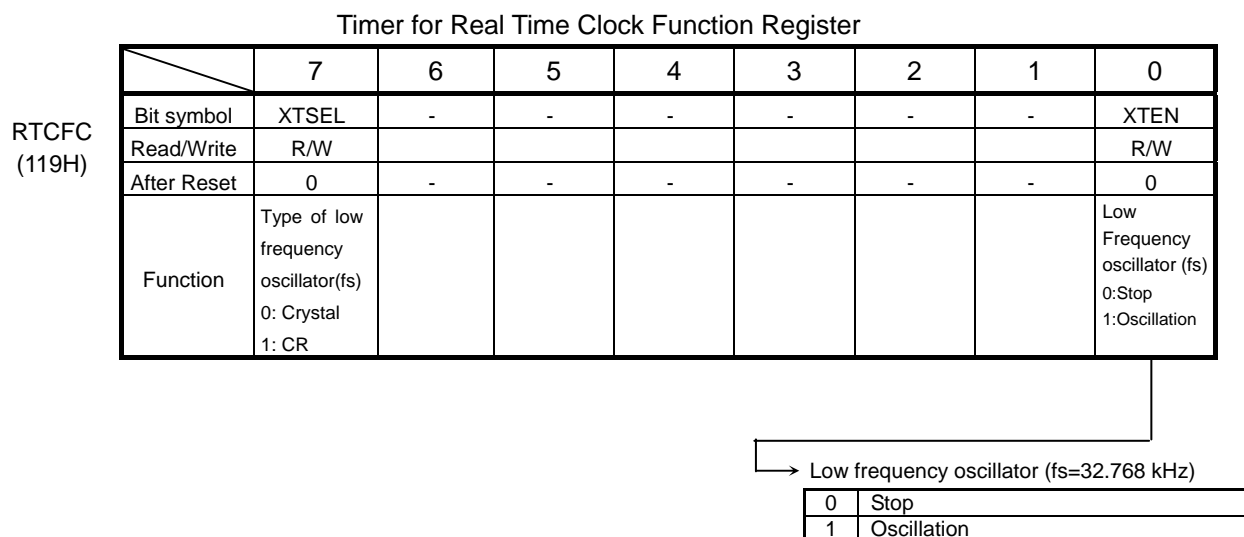 Timer for Real Time Clock Function Register
7 6 5 4 3 2 1 0
RTCFC
(119H)
Bit symbol XTSEL - - - - - - XTEN
Read/Write R/W R/W
After Reset 0 - - - - - - 0
Function
Type of low
frequency
oscillator(fs)
0: Crystal
1: CR
Low
Frequency
oscillator (fs)
0:Stop
1:Oscillation
Low frequency oscillator (fs=32.768 kHz)
0 Stop
1 Oscillation